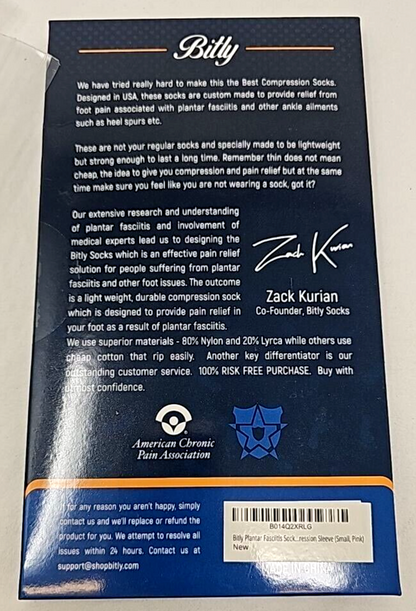 Bitly
We have tried really hard to make this the Best Compression Socks.
Designed in USA, these socks are custom made to provide relief from
foot pain associated with plantar fasciitis and other ankle ailments
such as heel spurs etc.
These are not your regular socks and specially made to be lightweight
but strong enough to last a long time. Remember thin does not mean
cheap, the idea to give you compression and pain relief but at the same
time make sure you feel like you are not wearing a sock, got it?
Our extensive research and understanding
of plantar fasciitis and involvement of
medical experts lead us to designing the
Bitly Socks which is an effective pain relief
solution for people suffering from plantar
fasciitis and other foot issues. The outcome
is a light weight, durable compression sock
which is designed to provide pain relief in
your foot as a result of plantar fasciitis.
Zack Kurian
Zack Kurian
Co-Founder, Bitly Socks
We use superior materials - 80% Nylon and 20% Lyrca while others use
cheap cotton that rip easily. Another key differentiator is our
outstanding customer service. 100% RISK FREE PURCHASE. Buy with
utmost confidence.
American Chronic
Pain Association
If for any reason you aren't happy, simply
contact us and we'll replace or refund the
product for you. We attempt to resolve all
issues within 24 hours. Contact us at
support@shopbitly.com
B014Q2XRLG
Bitly Plantar Fasciitis Sock...ression Sleeve (Small, Pink)
New
MADE IN CHINA